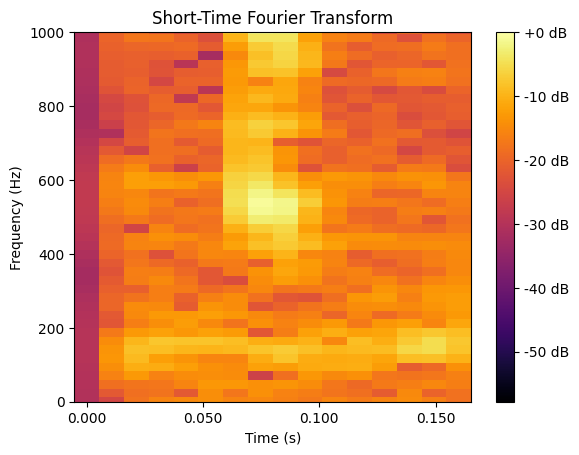 Short-Time Fourier Transform
Frequency (Hz)
1000
800
600
400
200
0
0.000
0.050
0.100
0.150
Time (s)
+0 dB
-10 dB
-20 dB
-30 dB
-40 dB
-50 dB